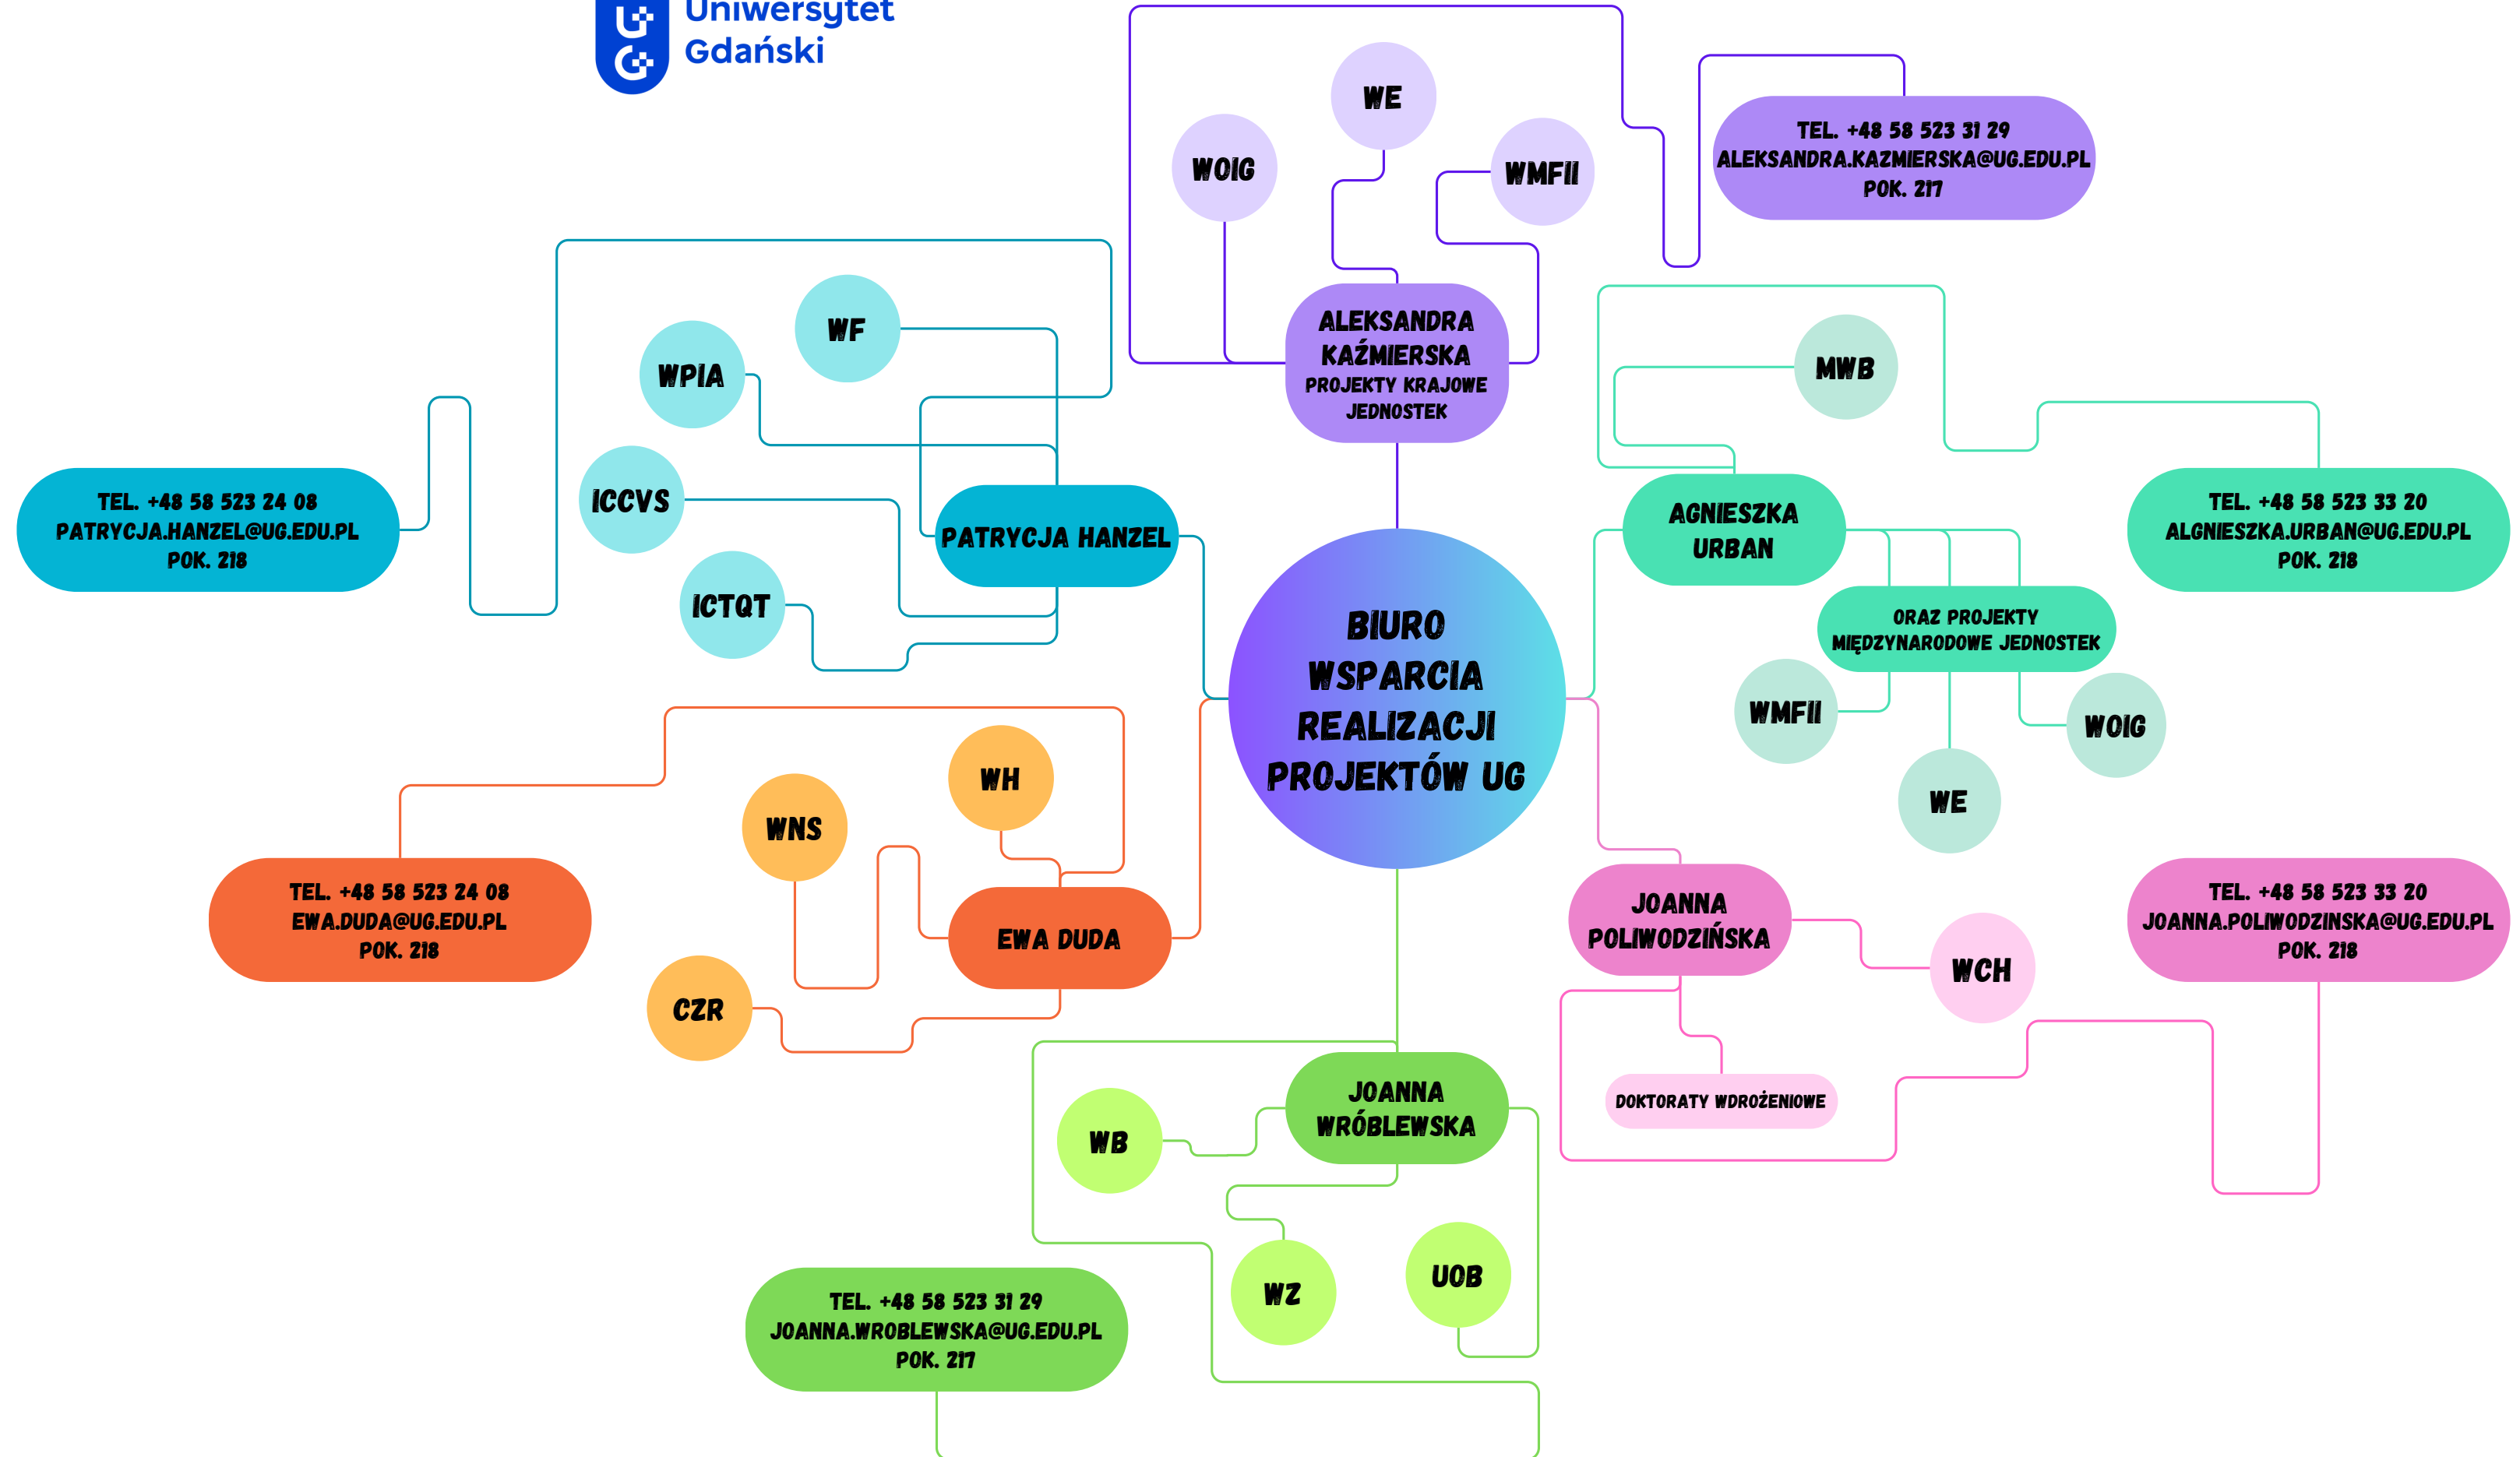 Uniwersytet
Gdański
WE
WOIG
WMFII
TEL. +48 58 523 31 29
ALEKSANDRA.KAZMIERSKA@UG.EDU.PL
POK. 217
ALEKSANDRA
KAŹMIERSKA
PROJEKTY KRAJOWE
JEDNOSTEK
WF
WPIA
ICCVS
ICTQT
PATRYCJA HANZEL
TEL. +48 58 523 24 08
PATRYCJA.HANZEL@UG.EDU.PL
POK. 218
MWB
AGNIESZKA
URBAN
TEL. +48 58 523 33 20
ALGNIESZKA.URBAN@UG.EDU.PL
POK. 218
ORAZ PROJEKTY
MIĘDZYNARODOWE JEDNOSTEK
WMFII
WOIG
WE
BIURO
WSPARCIA
REALIZACJI
PROJEKTÓW UG
WH
WNS
CZR
EWA DUDA
TEL. +48 58 523 24 08
EWA.DUDA@UG.EDU.PL
POK. 218
JOANNA
POLIWODZIŃSKA
WCH
DOKTORATY WDROŻENIOWE
TEL. +48 58 523 33 20
JOANNA.POLIWODZINSKA@UG.EDU.PL
POK. 218
JOANNA
WRÓBLEWSKA
WB
WZ
UOB
TEL. +48 58 523 31 29
JOANNA.WROBLEWSKA@UG.EDU.PL
POK. 217